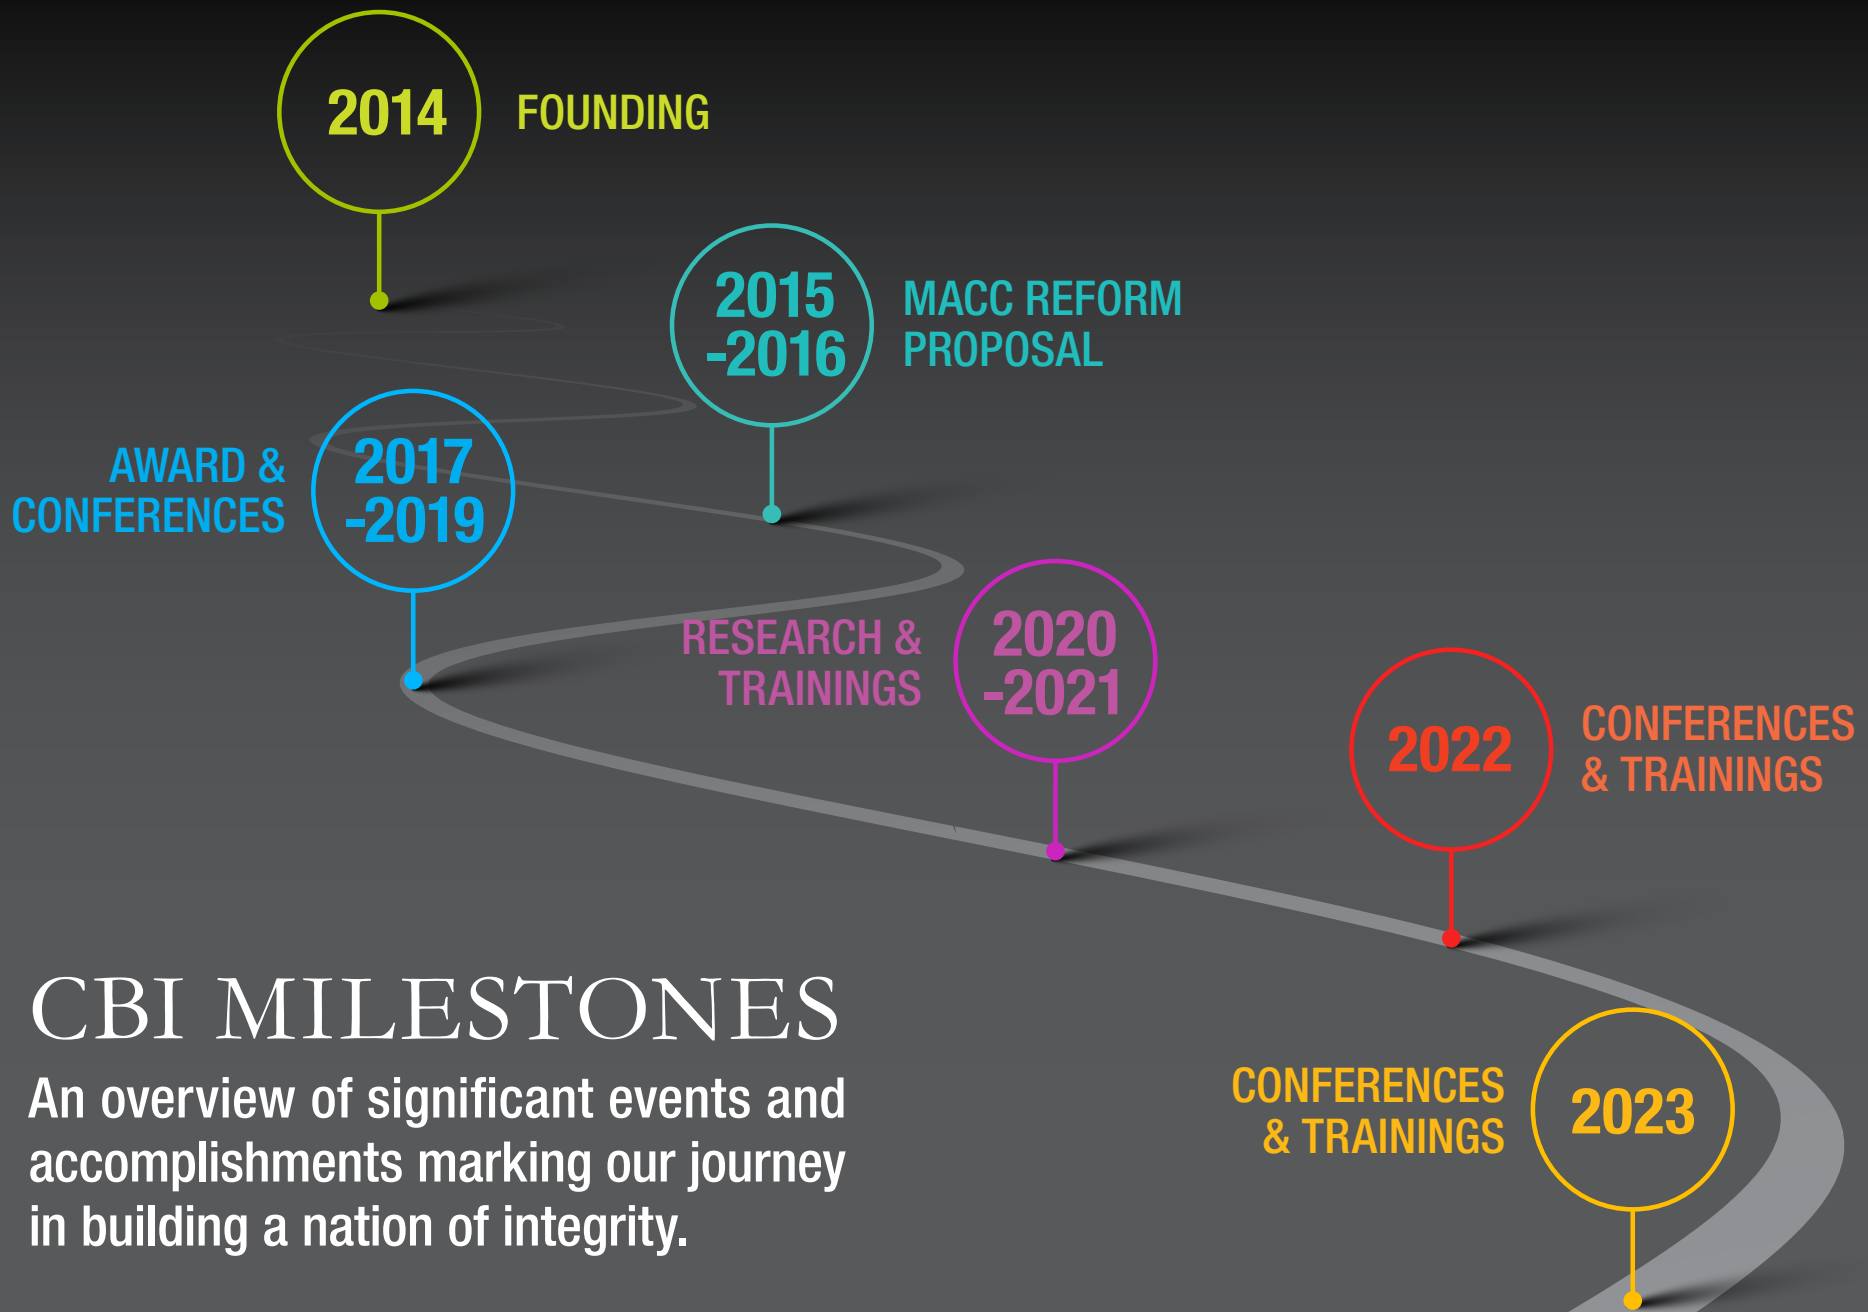 2014
FOUNDING
2015
-2016
MACC REFORM
PROPOSAL
AWARD &
CONFERENCES
2017
-2019
RESEARCH &
TRAININGS
2020
-2021
2022
CONFERENCES
& TRAININGS
CBI MILESTONES
An overview of significant events and
accomplishments marking our journey
in building a nation of integrity.
CONFERENCES
& TRAININGS
2023